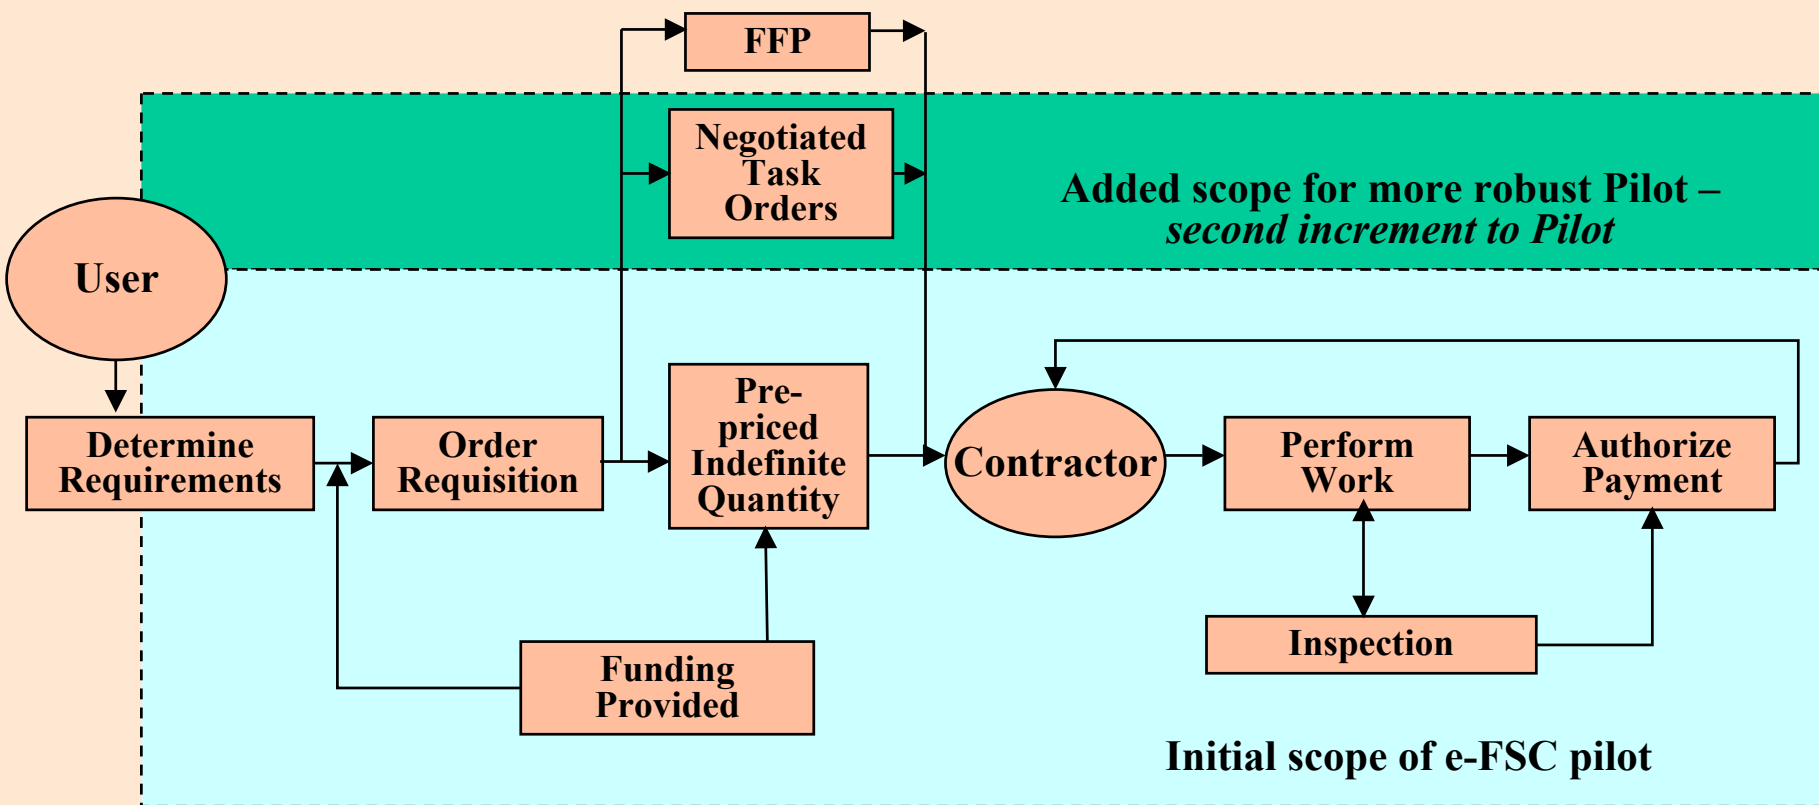 FFP
Negotiated
Task
Orders
Added scope for more robust Pilot –
second increment to Pilot
User
Determine
Requirements
Order
Requisition
Pre-
priced
Indefinite
Quantity
Contractor
Perform
Work
Authorize
Payment
Funding
Provided
Inspection
Initial scope of e-FSC pilot